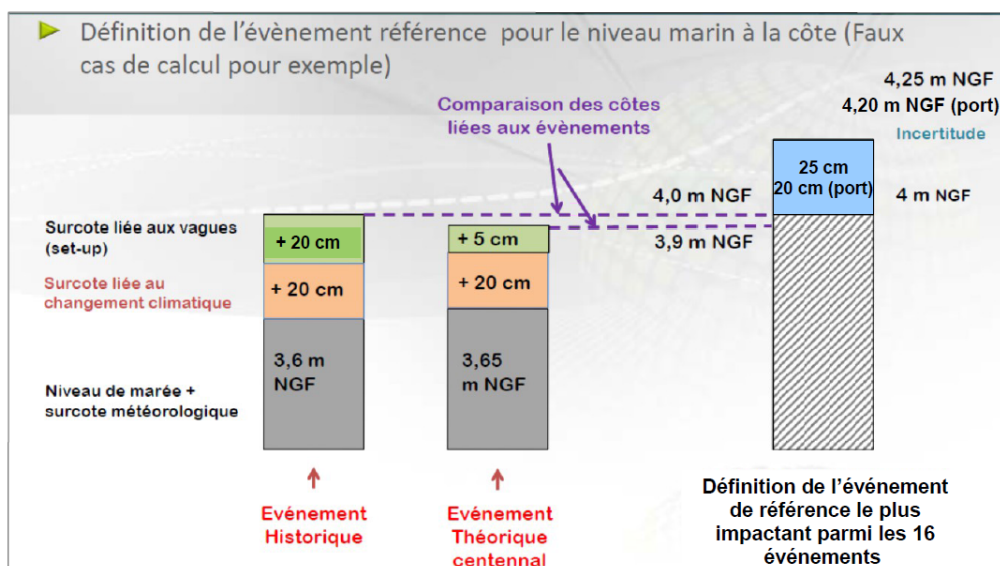 Définition de l'évènement référence pour le niveau marin à la côte (Faux
cas de calcul pour exemple)
4,25 m NGF
4,20 m NGF (port)
Incertitude
Comparaison des côtes
liées aux évènements
25 cm
20 cm (port)
4,0 m NGF
4 m NGF
3,9 m NGF
Surcote liée aux vagues
(set-up)
+ 20 cm
+ 5 cm
Surcote liée au
changement climatique
+ 20 cm
+ 20 cm
Niveau de marée +
surcote météorologique
3,6 m
NGF
3,65
m NGF
Evénement
Historique
Evénement
Théorique
centennal
Définition de l'événement
de référence le plus
impactant parmi les 16
événements